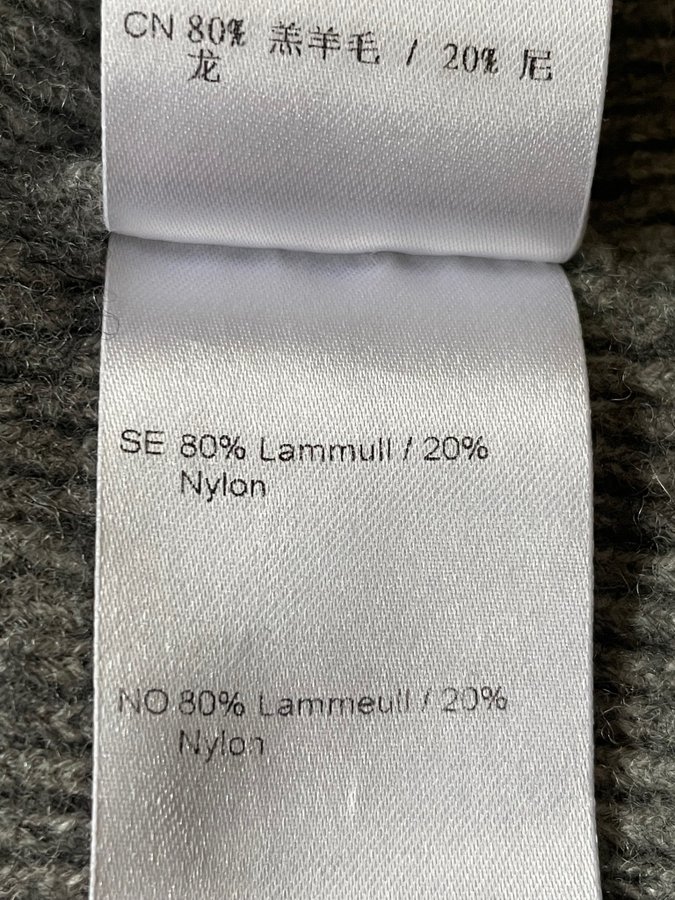 CN 80% 羔羊毛 / 20% 尼
龙
SE 80% Lammull / 20%
Nylon
NO 80% Lammeull / 20%
Nylon